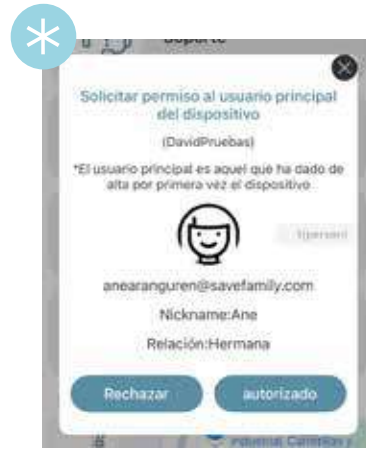 Soporte
Solicitar permiso al usuario principal
del dispositivo
(DavidPruebas)
*El usuario principal es aquel que ha dado de
alta por primera vez el dispositivo
anearanguren@savefamily.com
Nickname:Ane
Relación:Hermana
Rechazar
autorizado